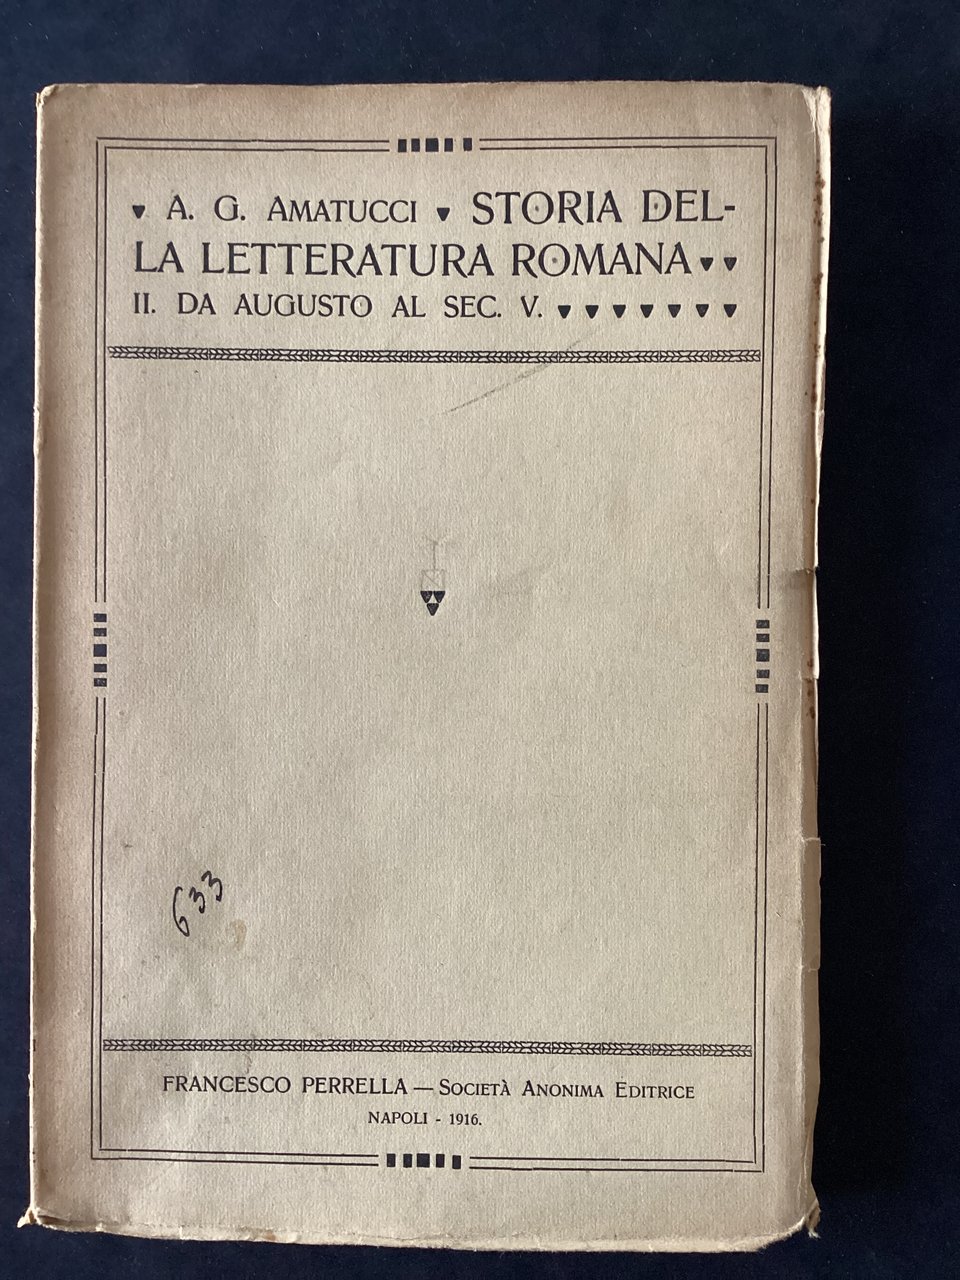 A. G. AMATUCCI STORIA DEL-
LA LETTERATURA ROMANA
II. DA AUGUSTO AL SEC. V.
633
FRANCESCO PERRELLA — SOCIETÀ ANONIMA EDITRICE
NAPOLI - 1916.